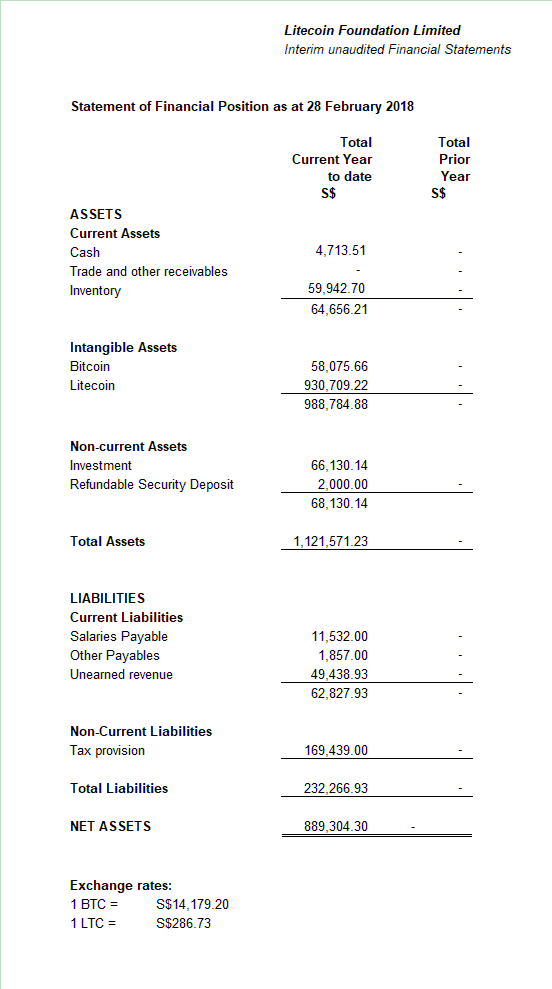 Litecoin Foundation Limited
Interim unaudited Financial Statements
Statement of Financial Position as at 28 February 2018
Total Total
Current Year Prior
to date Year
S$ S$
ASSETS
Current Assets
Cash 4,713.51 -
Trade and other receivables - -
Inventory 59,942.70 -
64,656.21 -
Intangible Assets
Bitcoin 58,075.66 -
Litecoin 930,709.22 -
988,784.88 -
Non-current Assets
Investment 66,130.14
Refundable Security Deposit 2,000.00 -
68,130.14
Total Assets 1,121,571.23 -
LIABILITIES
Current Liabilities
Salaries Payable 11,532.00 -
Other Payables 1,857.00 -
Unearned revenue 49,438.93 -
62,827.93 -
Non-Current Liabilities
Tax provision 169,439.00 -
Total Liabilities 232,266.93 -
NET ASSETS 889,304.30 -
Exchange rates:
1 BTC = S$14,179.20
1 LTC = S$286.73